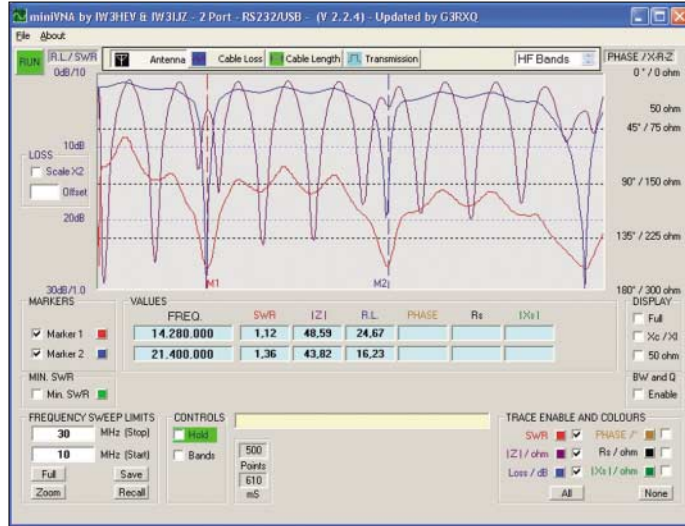 miniVNA by IW3HEV & IW3IJZ - 2 Port - RS232/USB - (V 2.2.4) - Updated by G3RXQ
File About
RUN R.L./SWR Antenna Cable Loss Cable Length Transmission HF Bands PHASE / X-R-Z
0dB/10
0°/ 0 ohm
50 ohm
45° / 75 ohm
10dB
LOSS
Scale X2
Offset
90° / 150 ohm
20dB
135° / 225 ohm
30dB/1.0
M1
M2
180° / 300 ohm
MARKERS VALUES DISPLAY
FREQ. SWR |Z| R.L. PHASE Rs |Xs|
Full
Marker 1 14.280.000 1,12 48,59 24,67
Xc / Xl
Marker 2 21.400.000 1,36 43,82 16,23
50 ohm
MIN. SWR BW and Q
Min. SWR Enable
FREQUENCY SWEEP LIMITS CONTROLS TRACE ENABLE AND COLOURS
30 MHz (Stop) Hold SWR PHASE /°
10 MHz (Start) Bands 500 Points |Z| / ohm Rs / ohm
Full Save 610 mS Loss / dB |Xs| / ohm
Zoom Recall All None